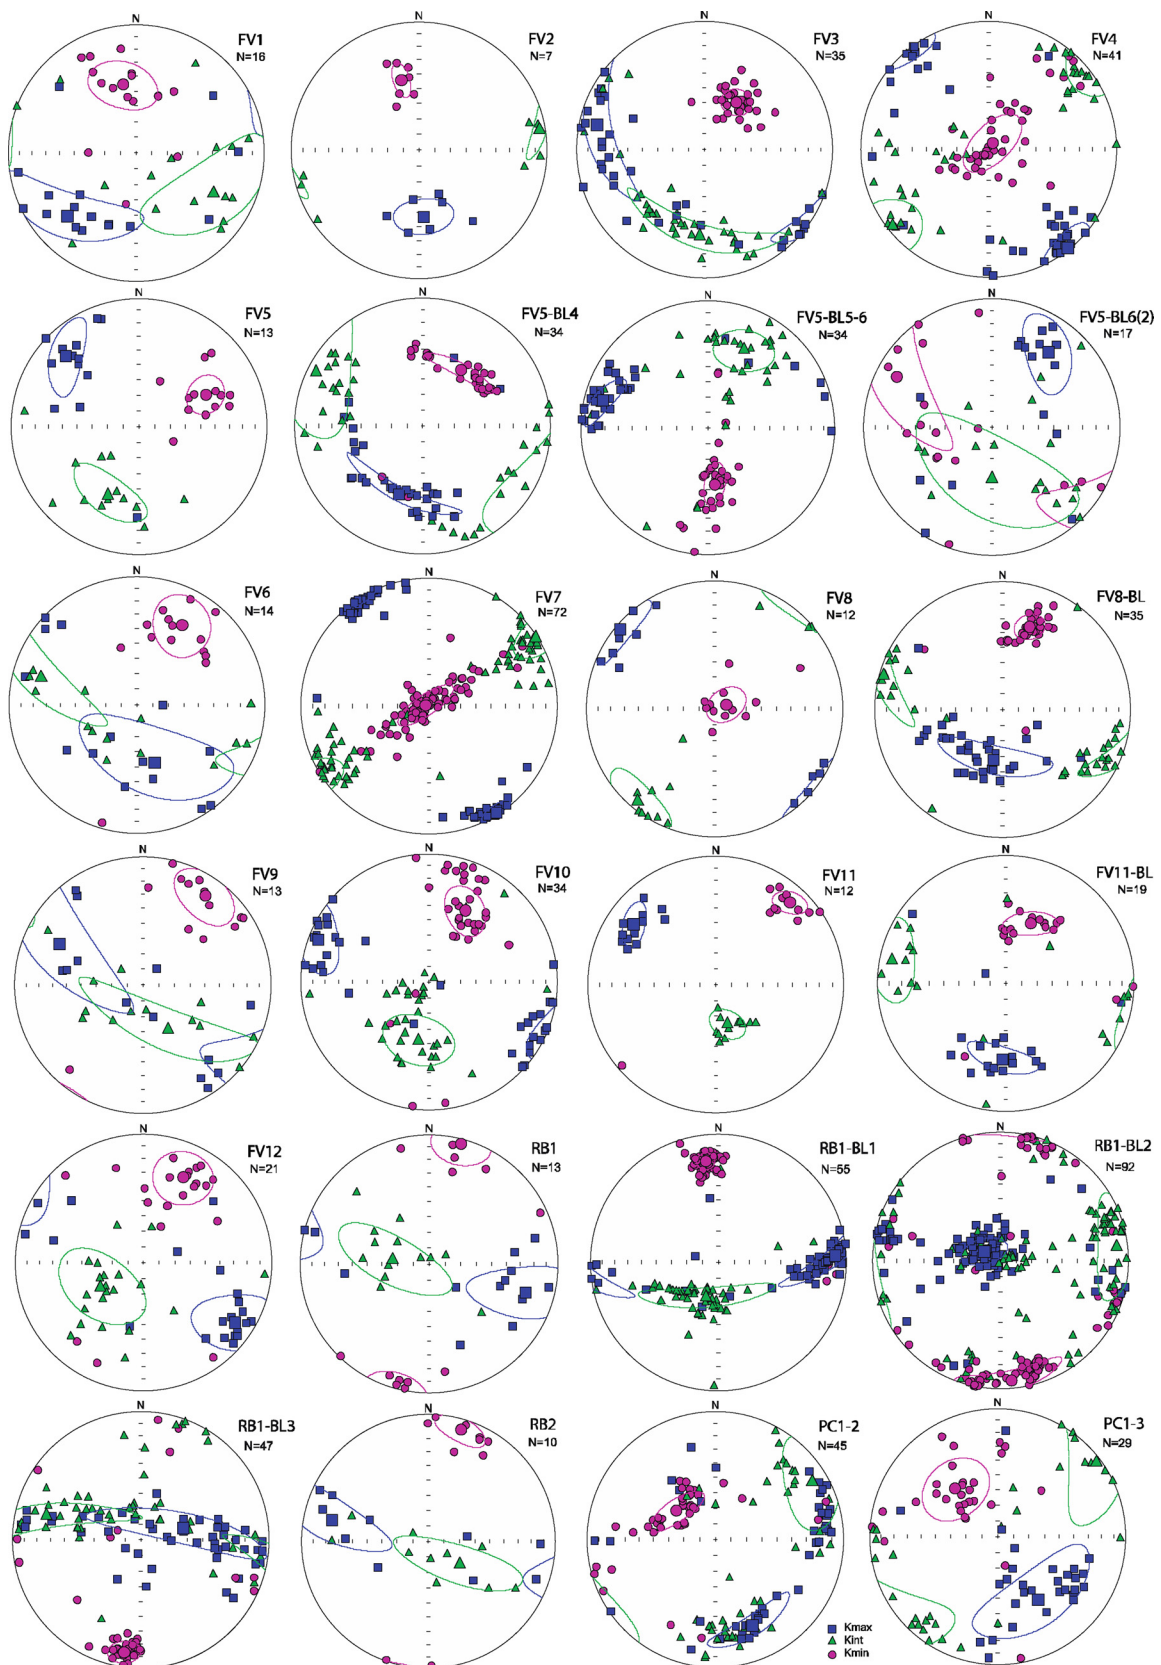 N
FV1
N=16
N
FV2
N=7
N
FV3
N=35
N
FV4
N=41
N
FV5
N=13
N
FV5-BL4
N=34
N
FV5-BL5-6
N=34
N
FV5-BL6(2)
N=17
N
FV6
N=14
N
FV7
N=72
N
FV8
N=12
N
FV8-BL
N=35
N
FV9
N=13
N
FV10
N=34
N
FV11
N=12
N
FV11-BL
N=19
N
FV12
N=21
N
RB1
N=13
N
RB1-BL1
N=55
N
RB1-BL2
N=92
N
RB1-BL3
N=47
N
RB2
N=10
N
PC1-2
N=45
N
PC1-3
N=29
Kmax
Kint
Kmin